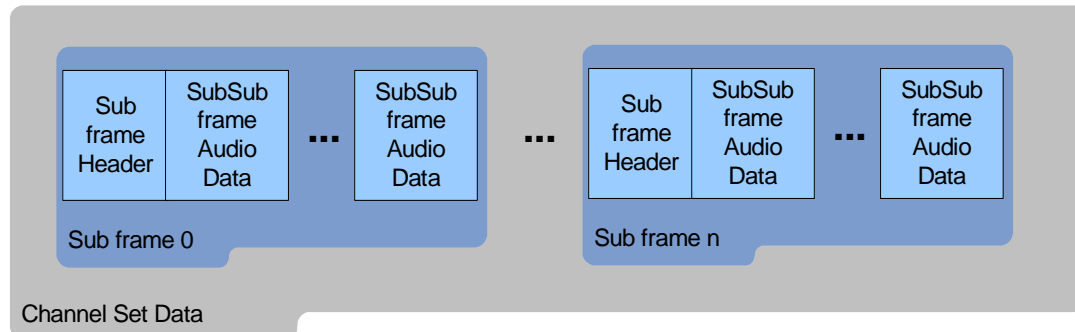 Sub
frame
Header
SubSub
frame
Audio
Data
...
SubSub
frame
Audio
Data
Sub frame 0
...
Sub
frame
Header
SubSub
frame
Audio
Data
...
SubSub
frame
Audio
Data
Sub frame n
Channel Set Data